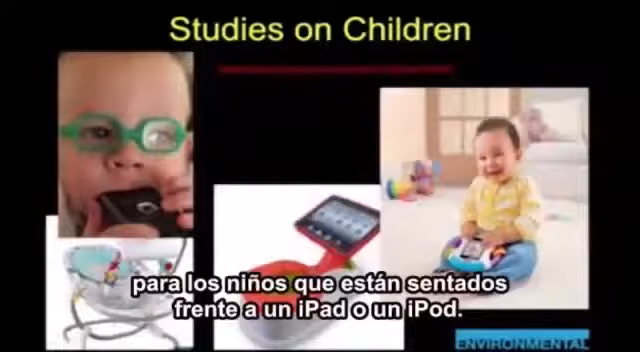 Studies on Children
para los niños que están sentados
frente a un iPad o un iPod.
ENVIRONMENTAL